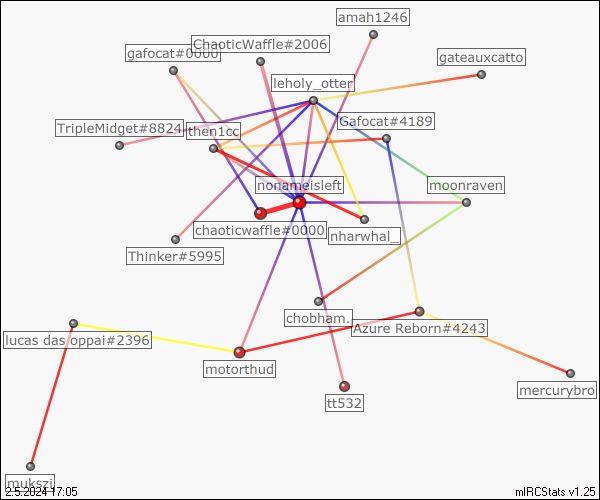 amah1246
ChaoticWaffle#2006
gafocat#0000
gateauxcatto
leholy_otter
Gafocat#4189
TripleMidget#8824
then1cc
nonameisleft
moonraven
chaoticwaffle#0000
nharwhal_
Thinker#5995
chobham.
Azure Reborn#4243
lucas das oppai#2396
motorthud
mercurybro
tt532
mukszi
2.5.2024 17:05
mIRCStats v1.25